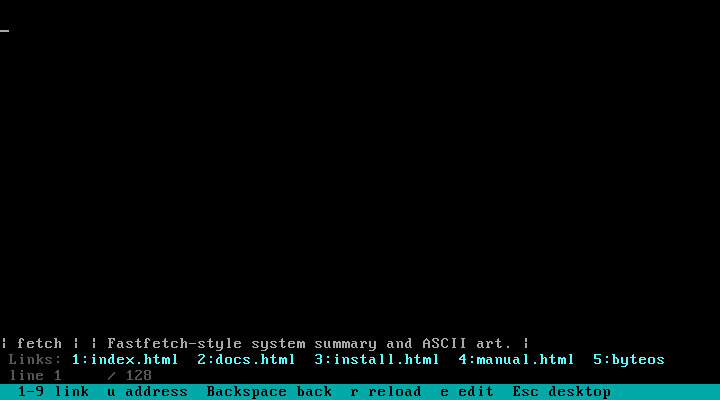 | fetch | | Fastfetch-style system summary and ASCII art. |
Links: 1:index.html 2:docs.html 3:install.html 4:manual.html 5:byteos
line 1 / 128
1-9 link u address Backspace back r reload e edit Esc desktop